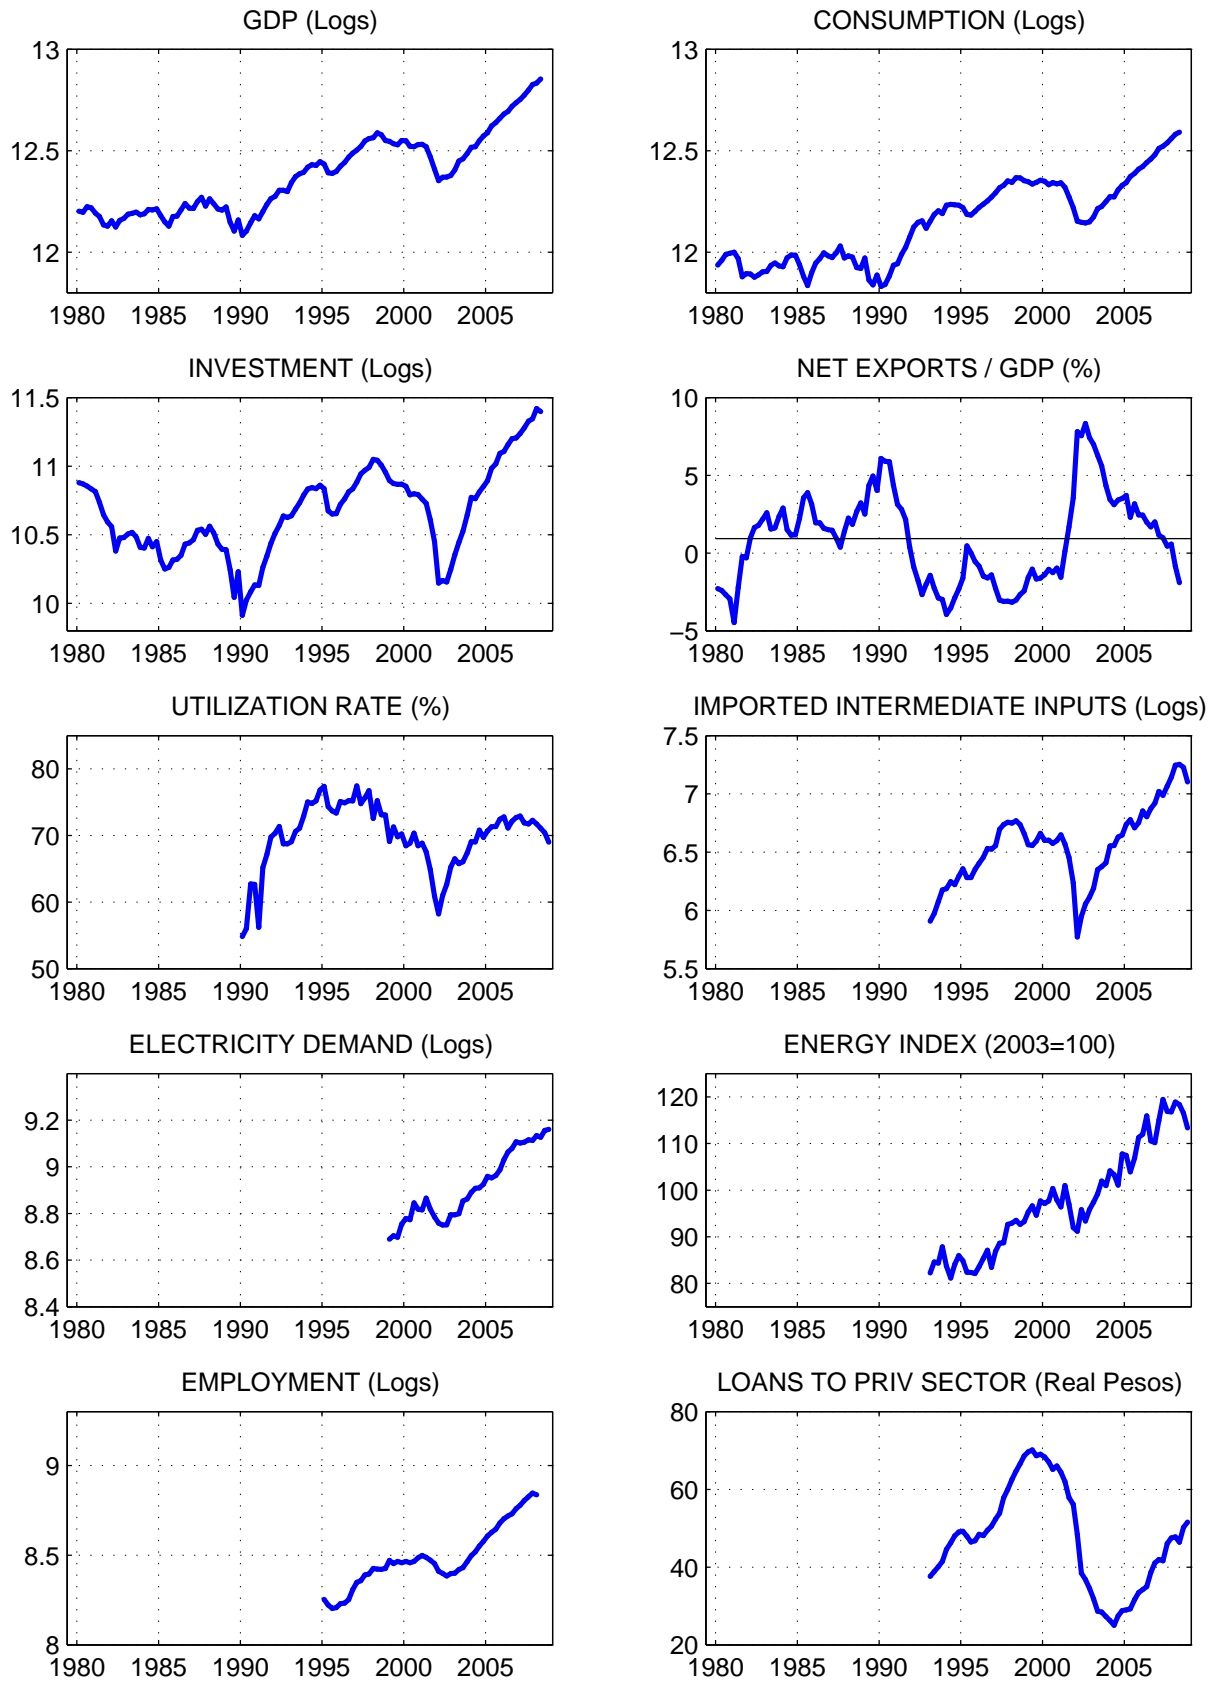 GDP (Logs)
13
12.5
12
1980 1985 1990 1995 2000 2005
CONSUMPTION (Logs)
13
12.5
12
1980 1985 1990 1995 2000 2005
INVESTMENT (Logs)
11.5
11
10.5
10
1980 1985 1990 1995 2000 2005
NET EXPORTS / GDP (%)
10
5
0
−5
1980 1985 1990 1995 2000 2005
UTILIZATION RATE (%)
80
70
60
50
1980 1985 1990 1995 2000 2005
IMPORTED INTERMEDIATE INPUTS (Logs)
7.5
7
6.5
6
5.5
1980 1985 1990 1995 2000 2005
ELECTRICITY DEMAND (Logs)
9.2
9
8.8
8.6
8.4
1980 1985 1990 1995 2000 2005
ENERGY INDEX (2003=100)
120
110
100
90
80
1980 1985 1990 1995 2000 2005
EMPLOYMENT (Logs)
9
8.5
8
1980 1985 1990 1995 2000 2005
LOANS TO PRIV SECTOR (Real Pesos)
80
60
40
20
1980 1985 1990 1995 2000 2005